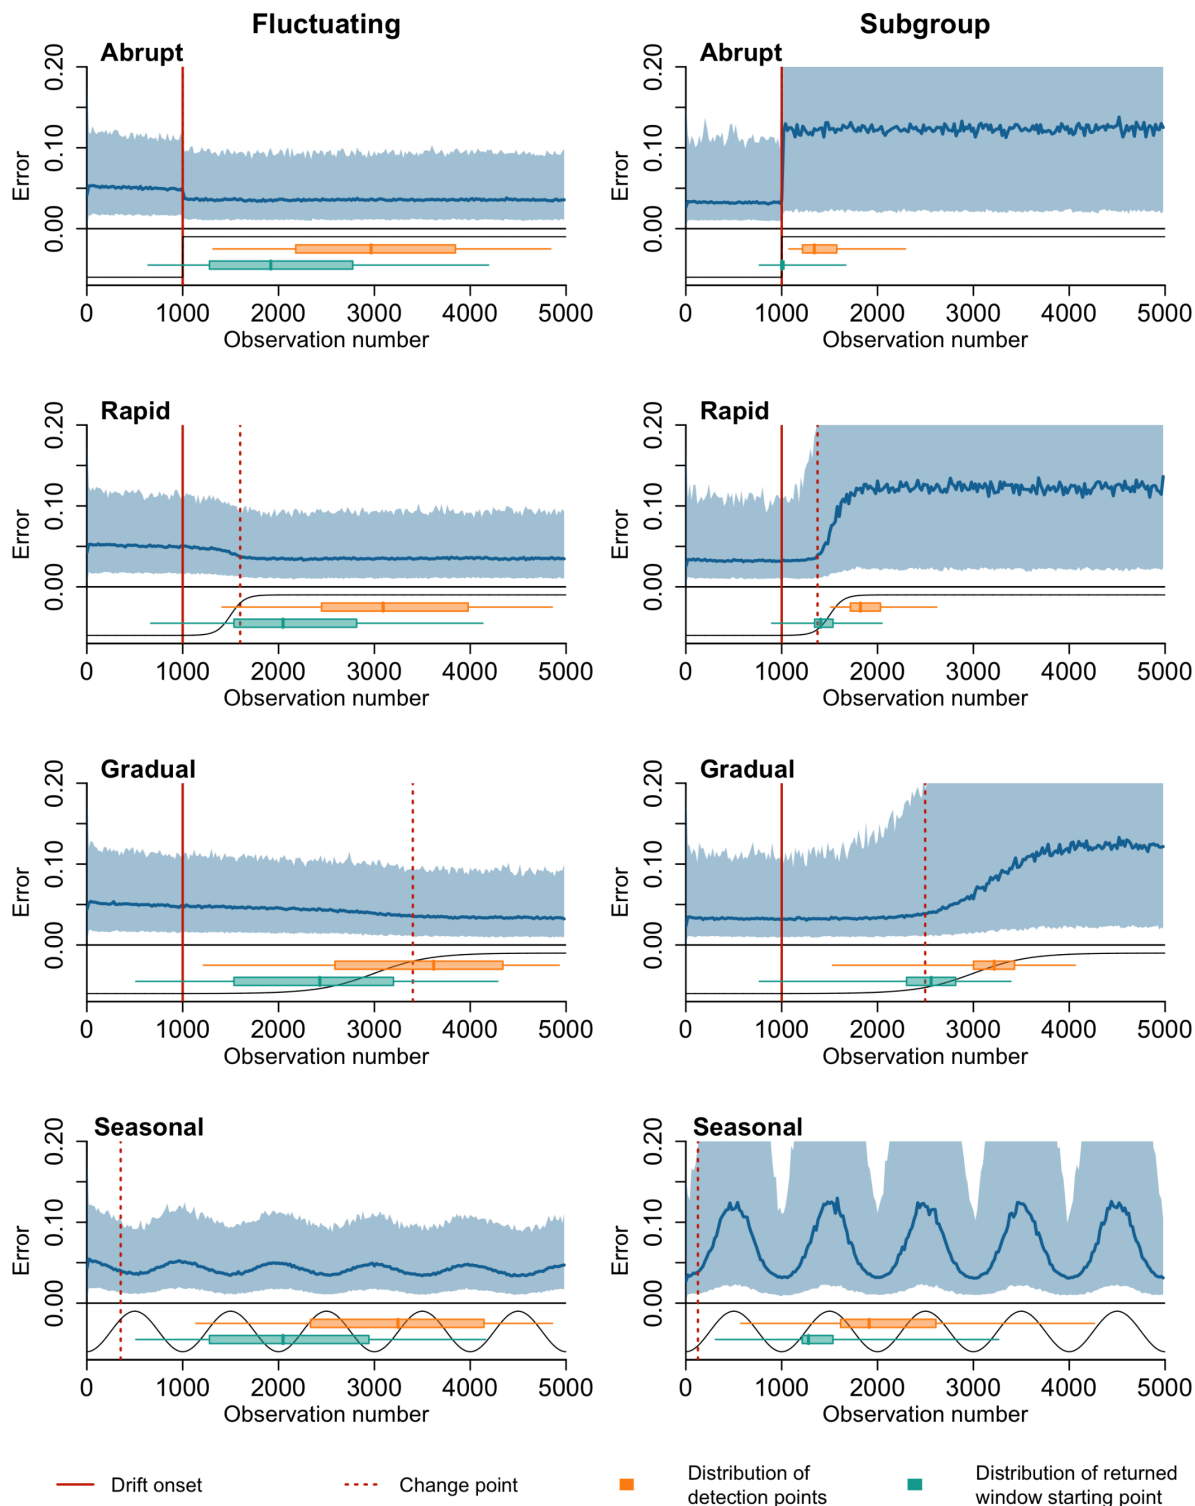 Fluctuating
Subgroup
Abrupt
Error
0.00 0.10 0.20
0 1000 2000 3000 4000 5000
Observation number
Abrupt
Error
0.00 0.10 0.20
0 1000 2000 3000 4000 5000
Observation number
Rapid
Error
0.00 0.10 0.20
0 1000 2000 3000 4000 5000
Observation number
Rapid
Error
0.00 0.10 0.20
0 1000 2000 3000 4000 5000
Observation number
Gradual
Error
0.00 0.10 0.20
0 1000 2000 3000 4000 5000
Observation number
Gradual
Error
0.00 0.10 0.20
0 1000 2000 3000 4000 5000
Observation number
Seasonal
Error
0.00 0.10 0.20
0 1000 2000 3000 4000 5000
Observation number
Seasonal
Error
0.00 0.10 0.20
0 1000 2000 3000 4000 5000
Observation number
Drift onset
Change point
Distribution of
detection points
Distribution of returned
window starting point